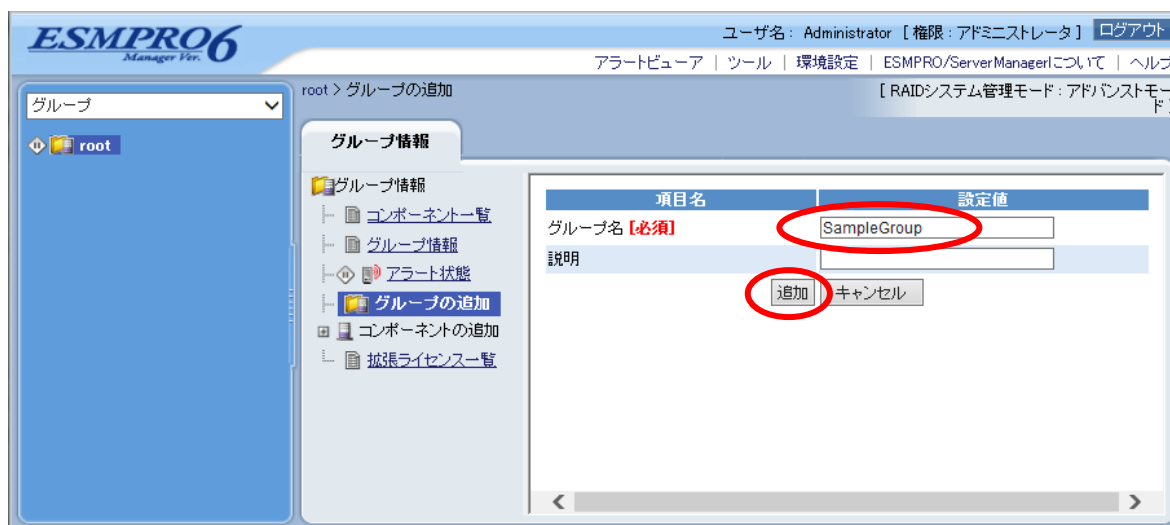 ESMPRO6
Manager Ver.
ユーザ名： Administrator ［ 権限：アドミニストレータ ］ ログアウト
アラートビューア | ツール | 環境設定 | ESMPRO/ServerManagerについて | ヘルプ
グループ
root > グループの追加
[ RAIDシステム管理モード : アドバンストモード ]
root
グループ情報
グループ情報
コンポーネント一覧
グループ情報
アラート状態
グループの追加
コンポーネントの追加
拡張ライセンス一覧
項目名 設定値
グループ名 [必須] SampleGroup
説明
追加 キャンセル